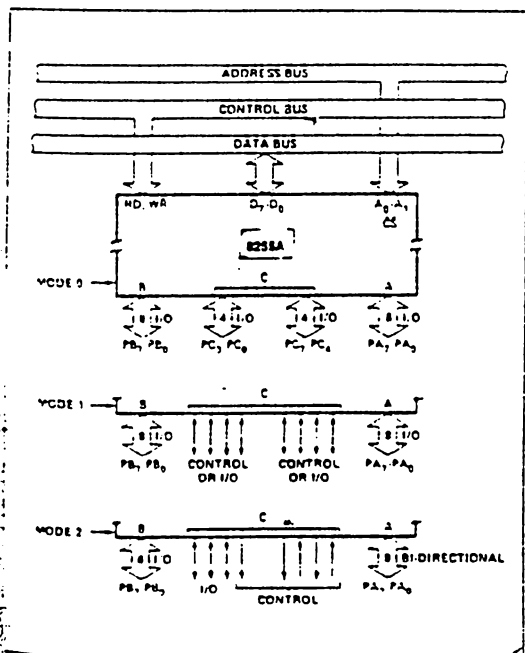 ADDRESS BUS
CONTROL BUS
DATA BUS
RD, WR D7-D0 A0-A1
8255A
MODE 0
B C A
8 I/O 4 I/O 4 I/O 8 I/O
PB7 PB0 PC3 PC0 PC7 PC4 PA7 PA0
MODE 1
B C A
8 I/O 8 I/O
PB7 PB0 CONTROL OR I/O CONTROL OR I/O PA7-PA0
MODE 2
B C A
8 I/O 8 BI-DIRECTIONAL
PB7 PB0 I/O CONTROL PA7 PA0